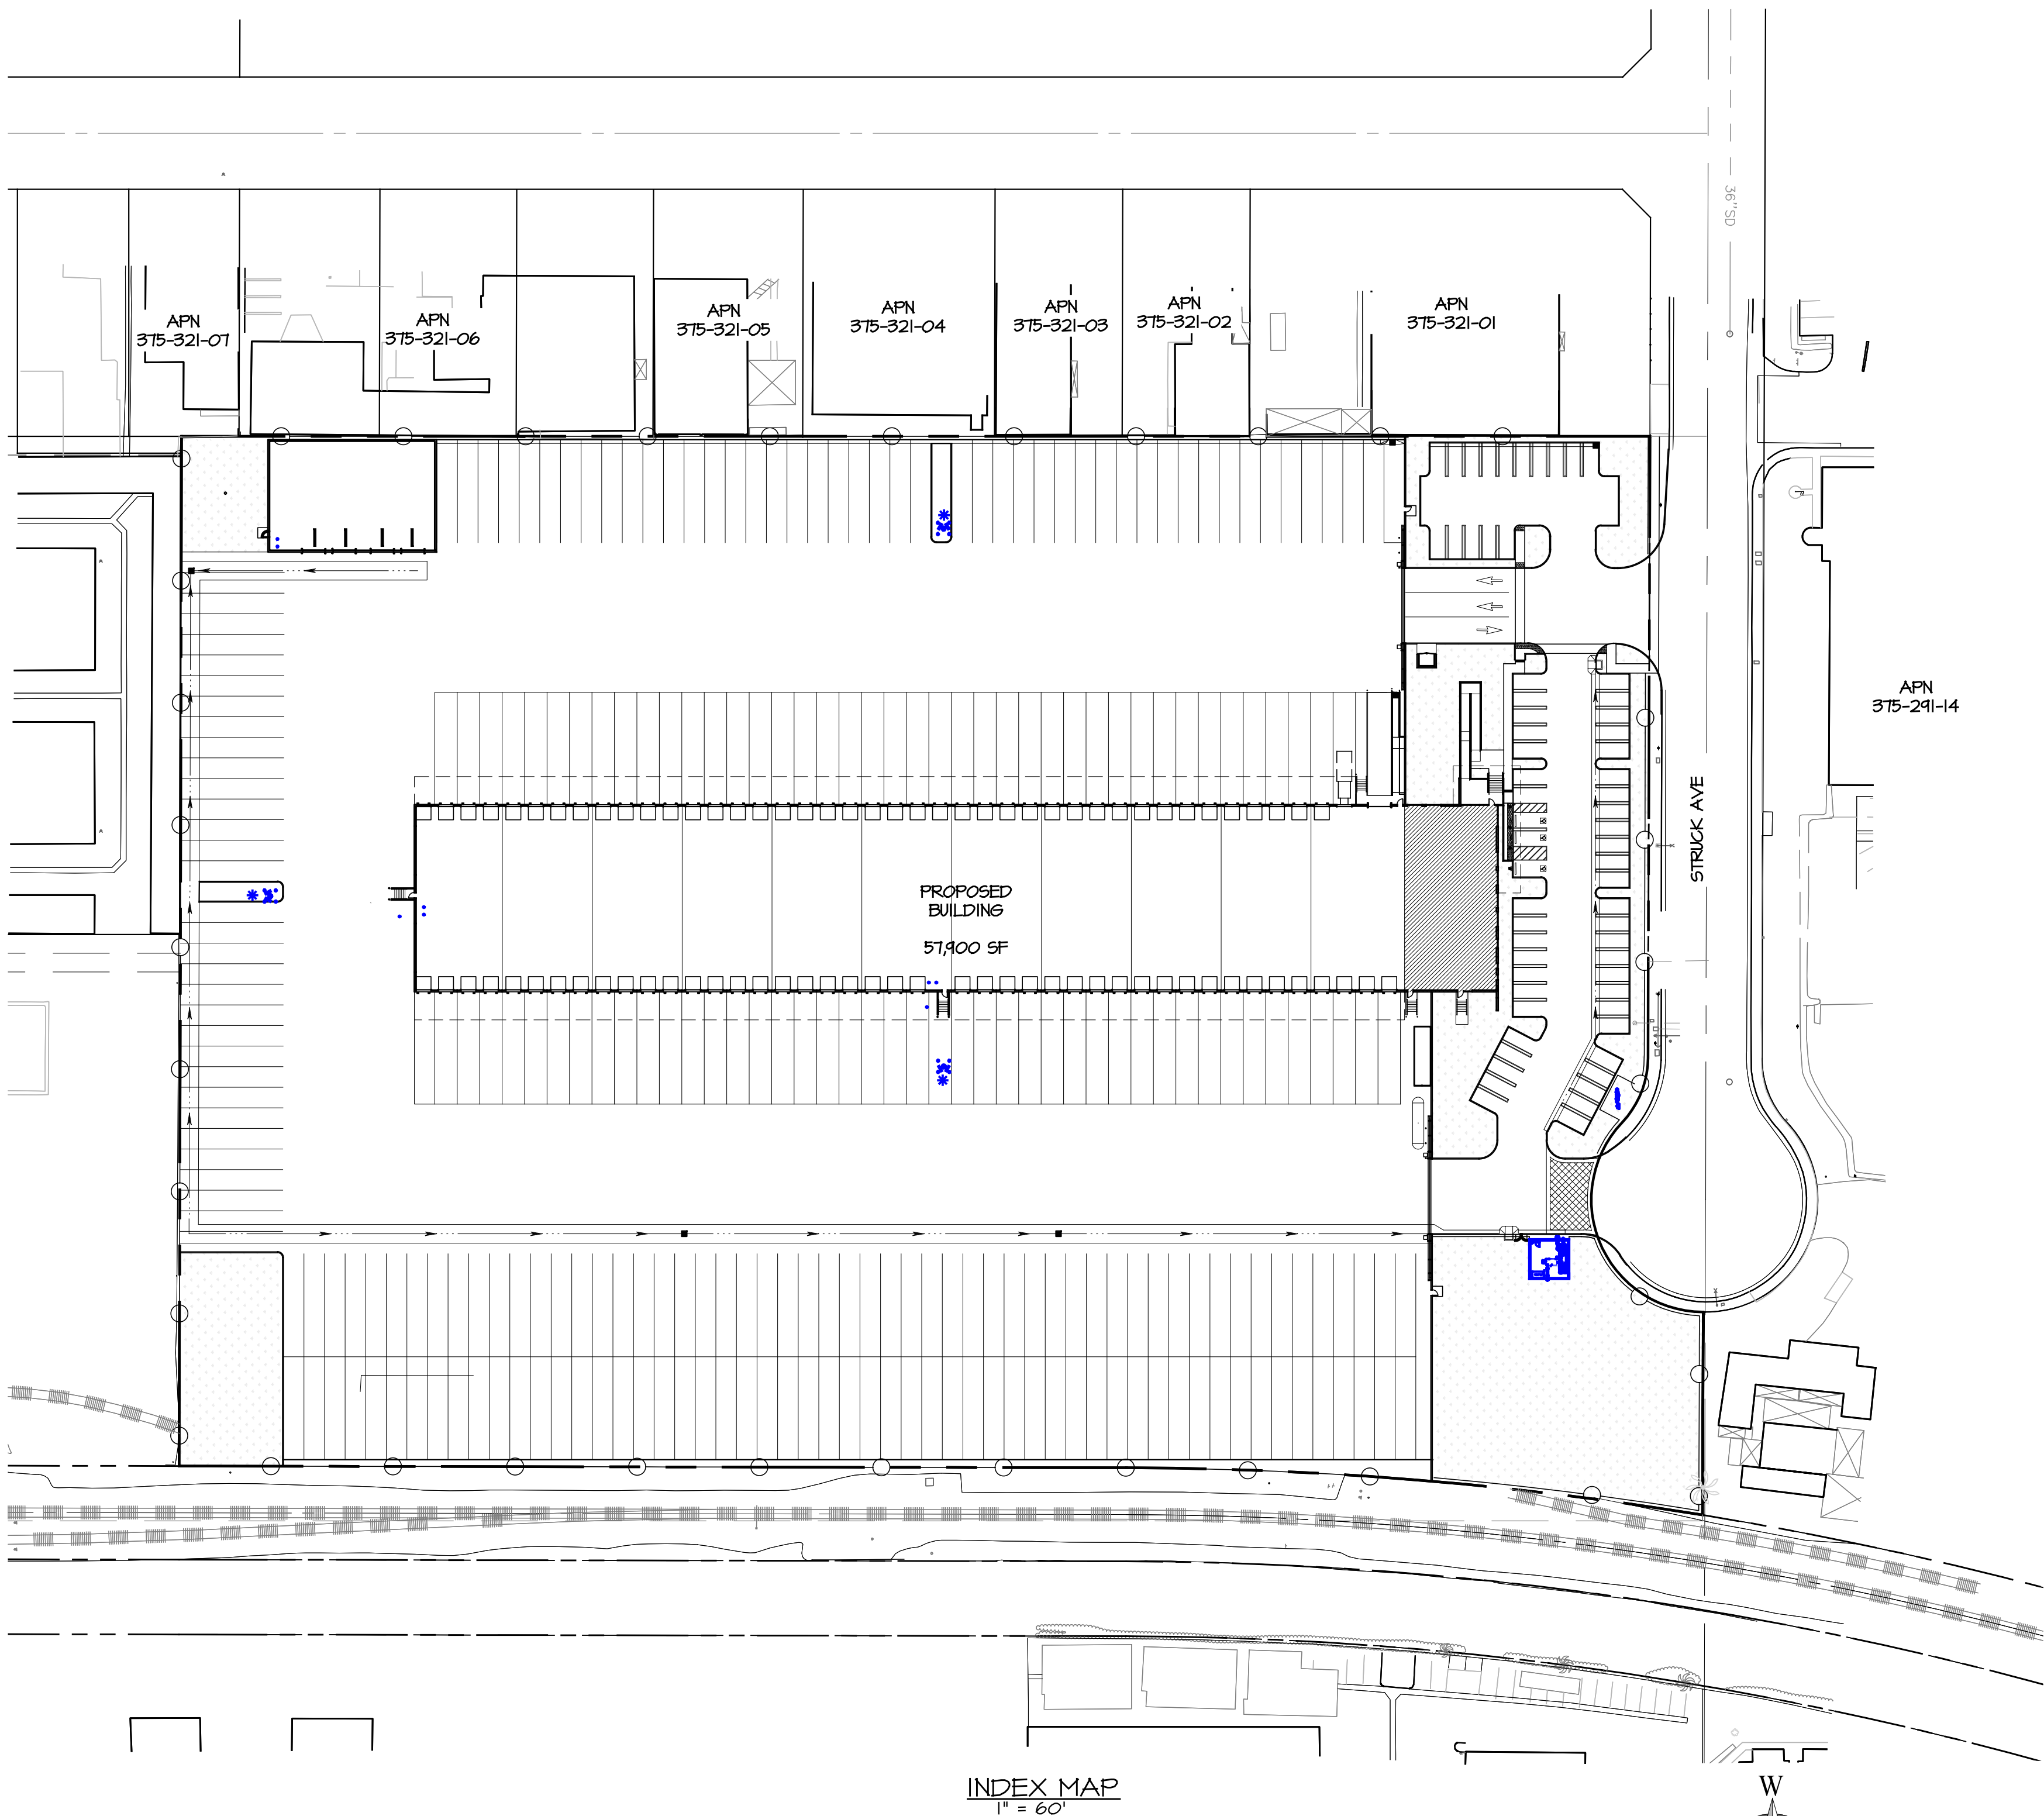 36"SD
APN
375-321-07
APN
375-321-06
APN
375-321-05
APN
375-321-04
APN
375-321-03
APN
375-321-02
APN
375-321-01
APN
375-291-14
STRUCK AVE
PROPOSED
BUILDING
57,900 SF
INDEX MAP
1" = 60'
W